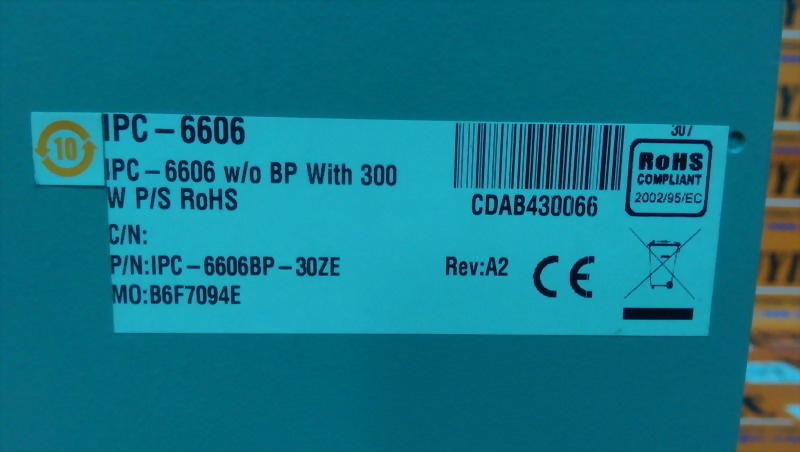 10
IPC-6606
307
IPC-6606 w/o BP With 300
W P/S RoHS
CDAB430066
RoHS
COMPLIANT
2002/95/EC
C/N:
P/N:IPC-6606BP-30ZE
Rev:A2
CE
MO:B6F7094E